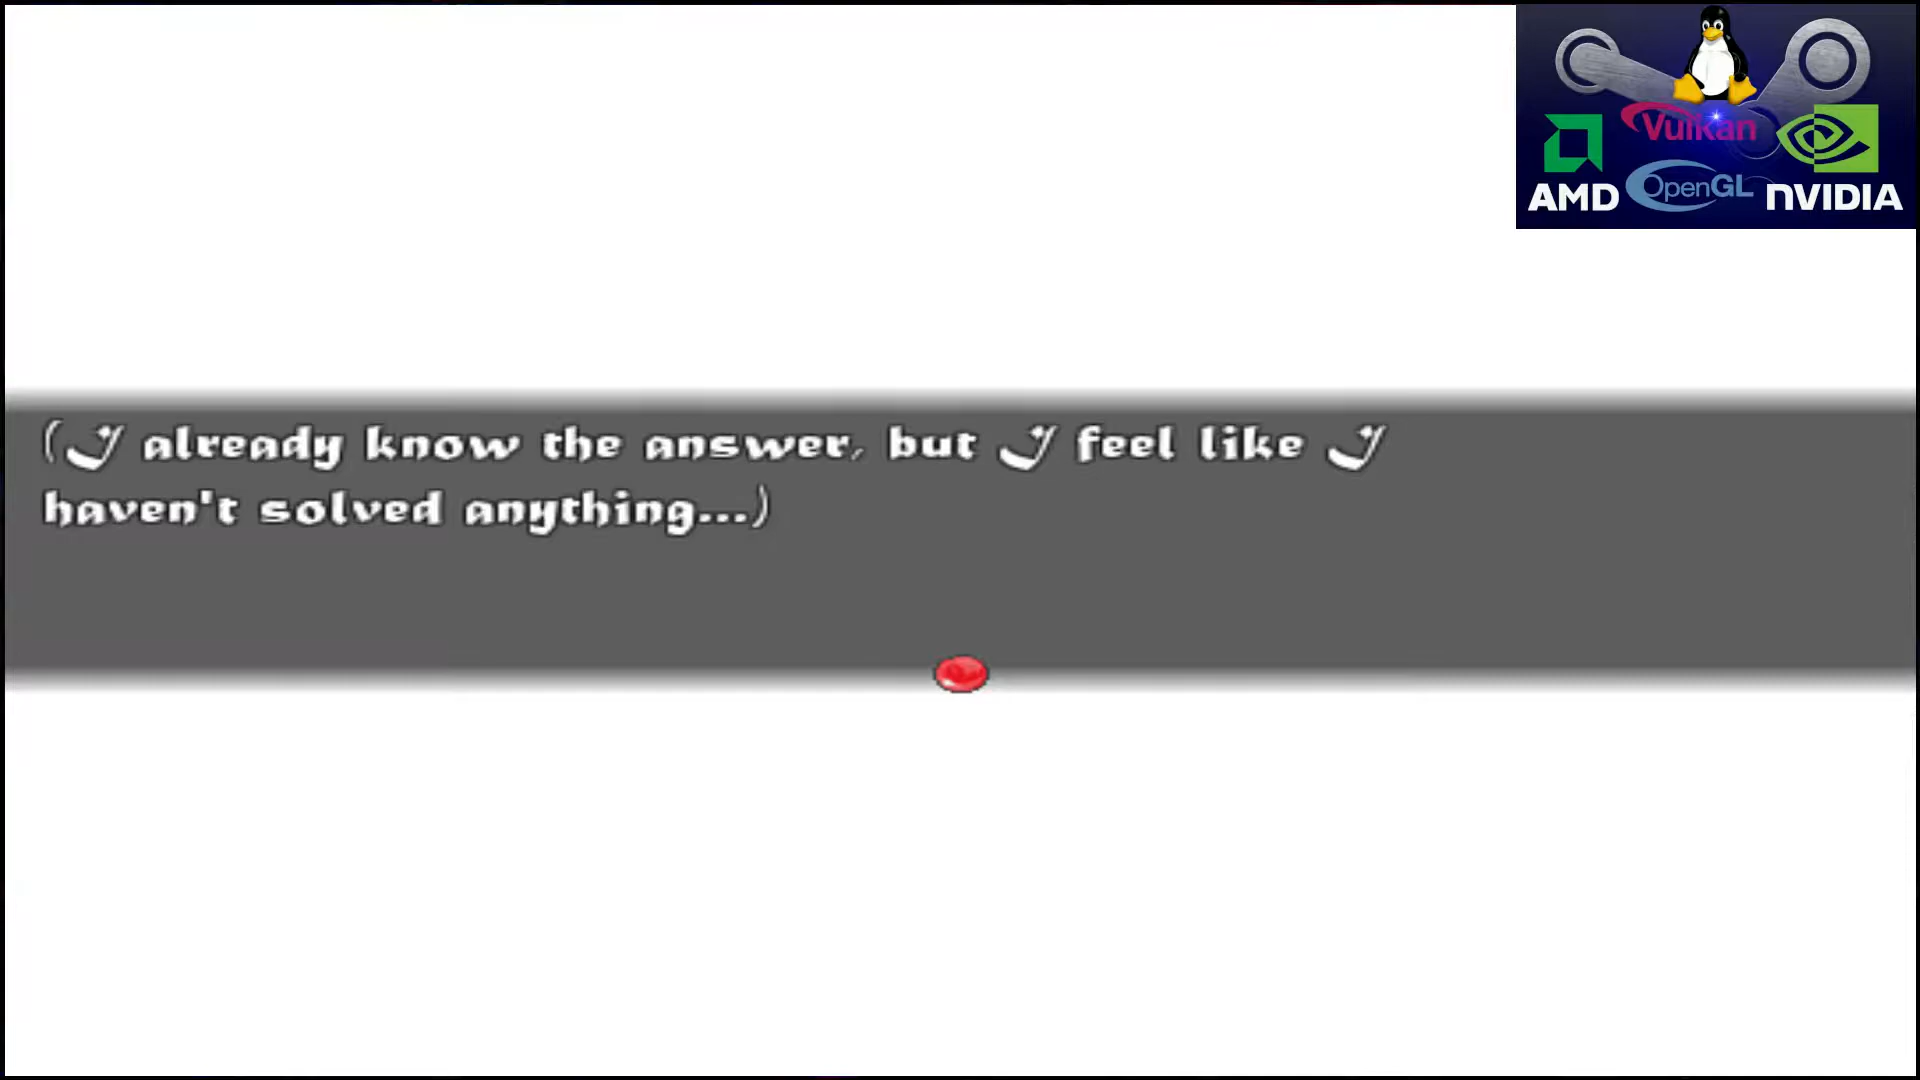 Vulkan
AMD
OpenGL
nVIDIA
(I already know the answer, but I feel like I
haven't solved anything...)